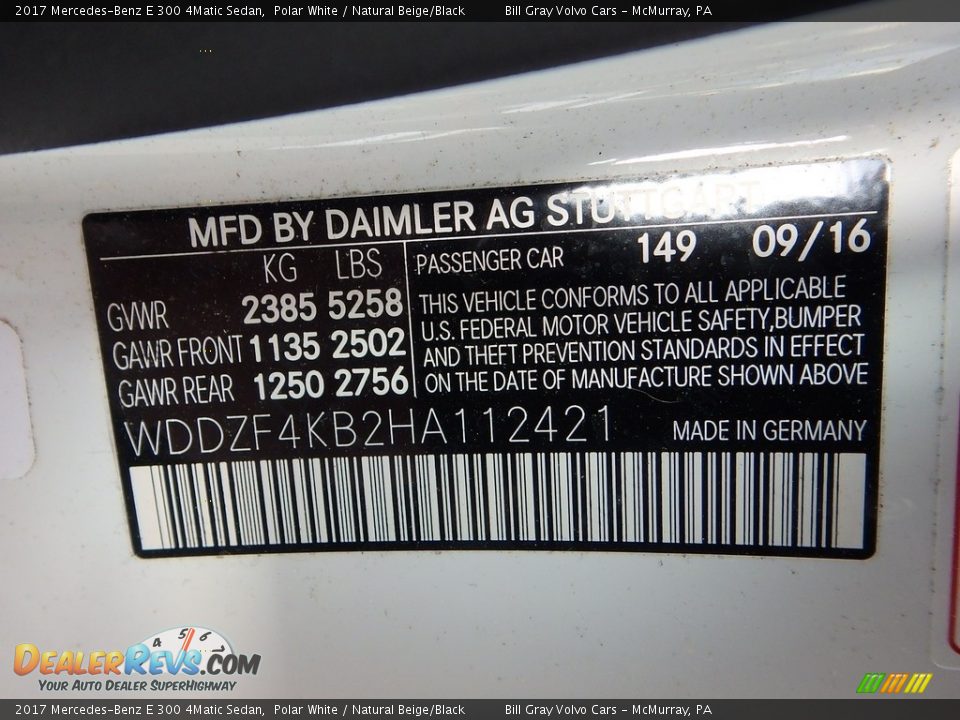 2017 Mercedes-Benz E 300 4Matic Sedan, Polar White / Natural Beige/Black Bill Gray Volvo Cars - McMurray, PA
MFD BY DAIMLER AG STUTTGART
KG LBS PASSENGER CAR 149 09/16
GVWR 2385 5258
GAWR FRONT 1135 2502
GAWR REAR 1250 2756
THIS VEHICLE CONFORMS TO ALL APPLICABLE
U.S. FEDERAL MOTOR VEHICLE SAFETY,BUMPER
AND THEFT PREVENTION STANDARDS IN EFFECT
ON THE DATE OF MANUFACTURE SHOWN ABOVE
WDDZF4KB2HA112421 MADE IN GERMANY
4 5 6
DEALERREVS.COM
YOUR AUTO DEALER SUPERHIGHWAY
2017 Mercedes-Benz E 300 4Matic Sedan, Polar White / Natural Beige/Black Bill Gray Volvo Cars - McMurray, PA